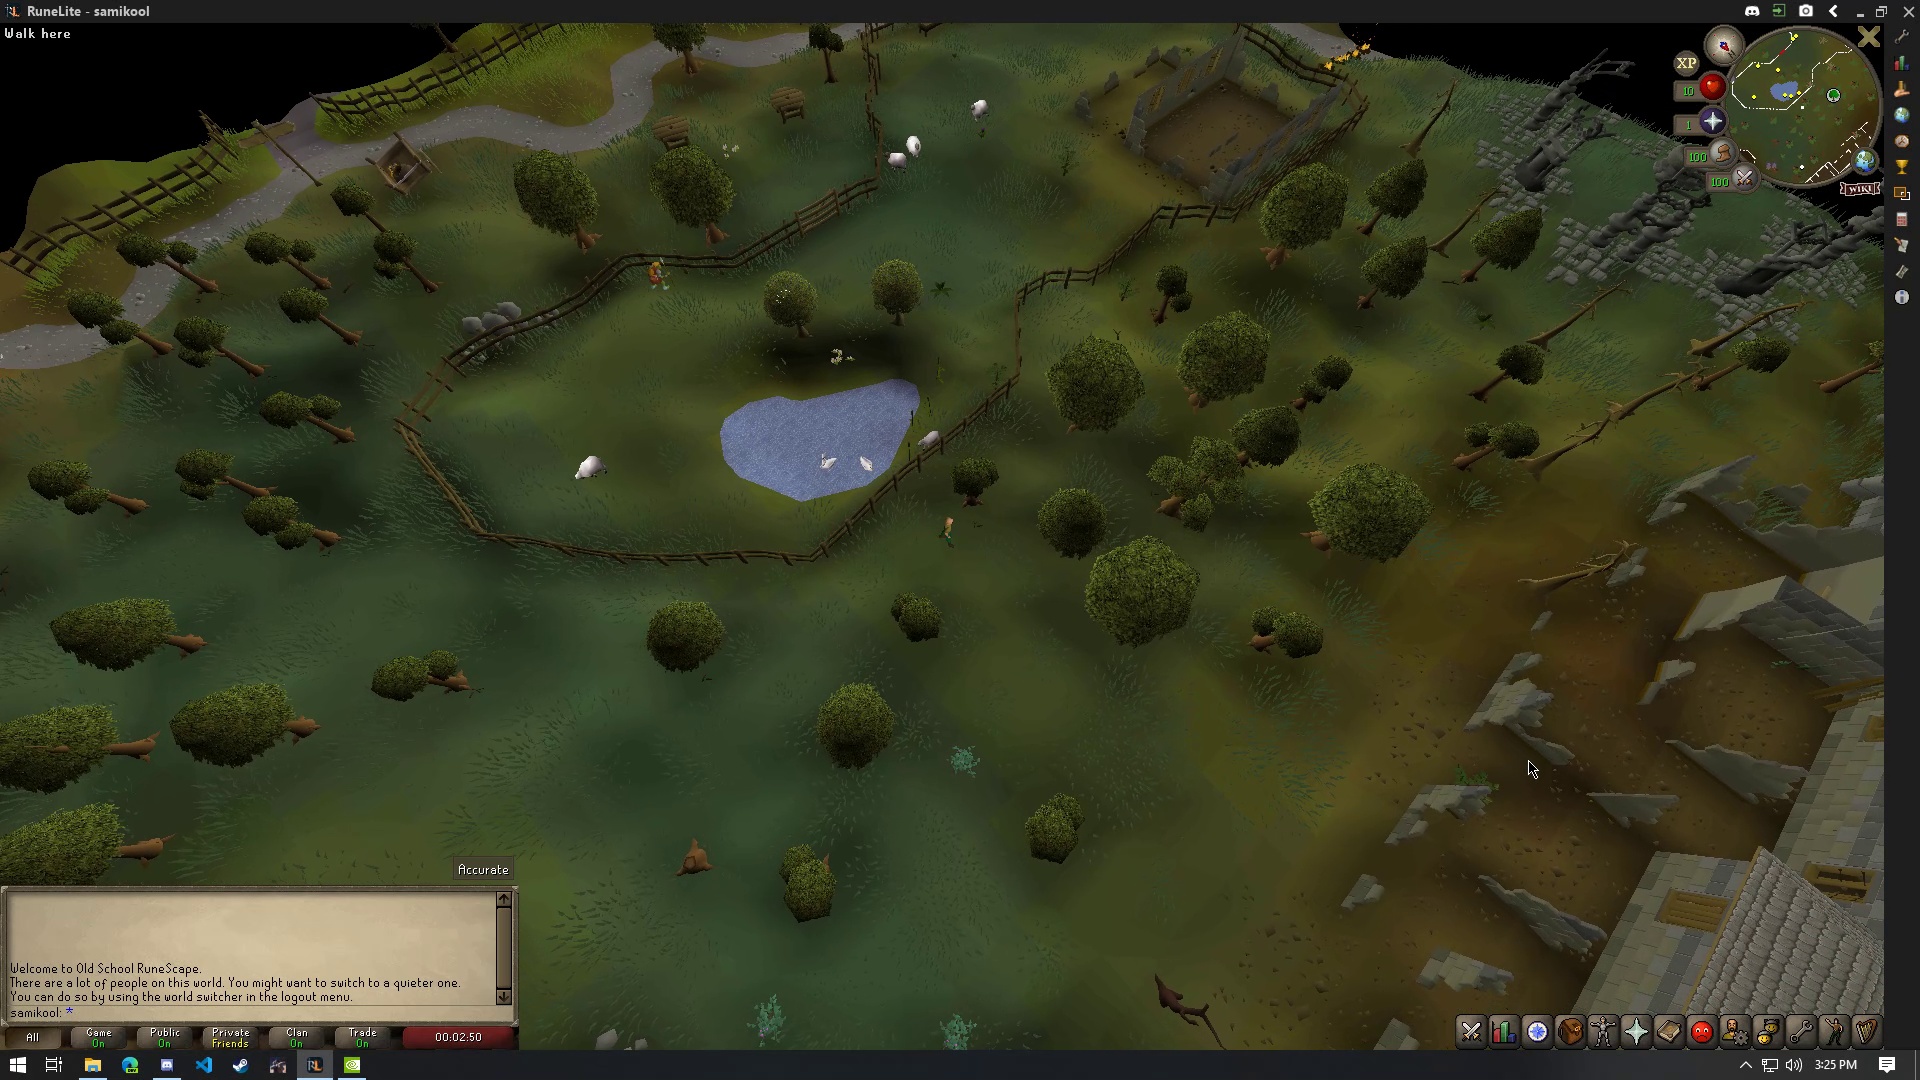 RuneLite - samikool
Walk here
XP
10
1
100
100
WIKI
Accurate
Welcome to Old School RuneScape.
There are a lot of people on this world. You might want to switch to a quieter one.
You can do so by using the world switcher in the logout menu.
samikool: *
All
Game
On
Public
On
Private
Friends
Clan
On
Trade
On
00:02:50
3:25 PM